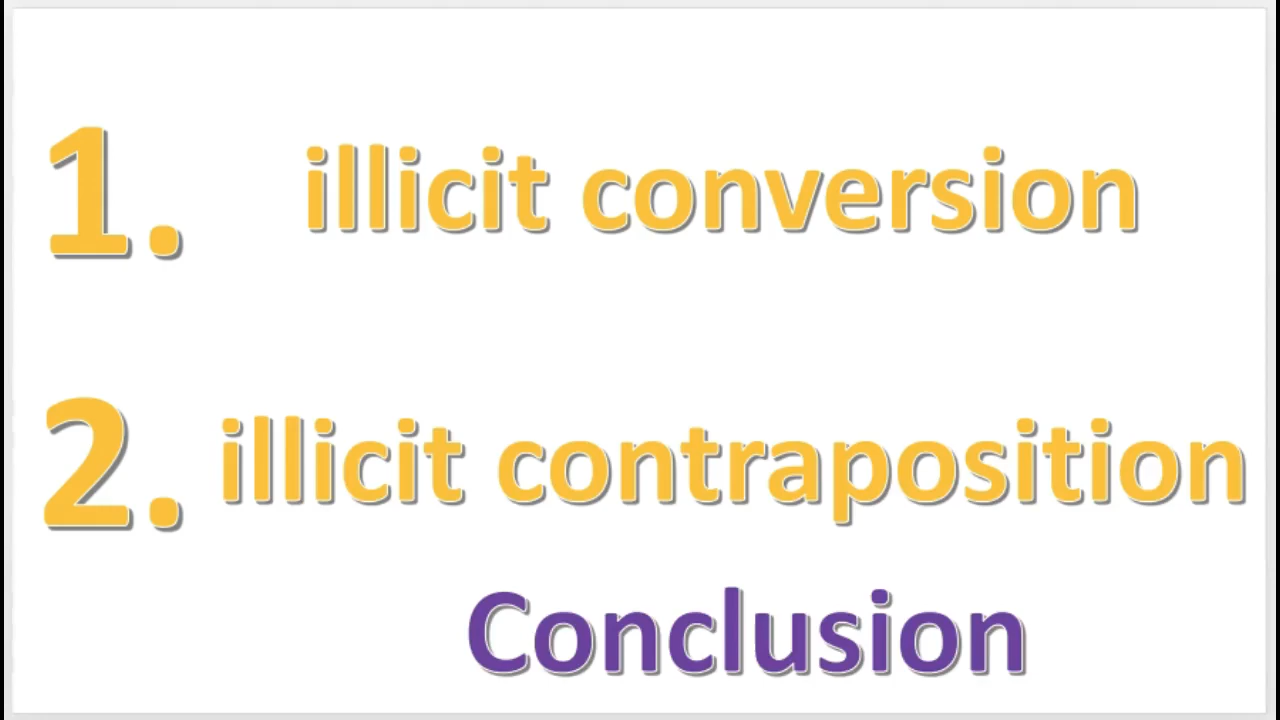 1. illicit conversion
2. illicit contraposition
Conclusion